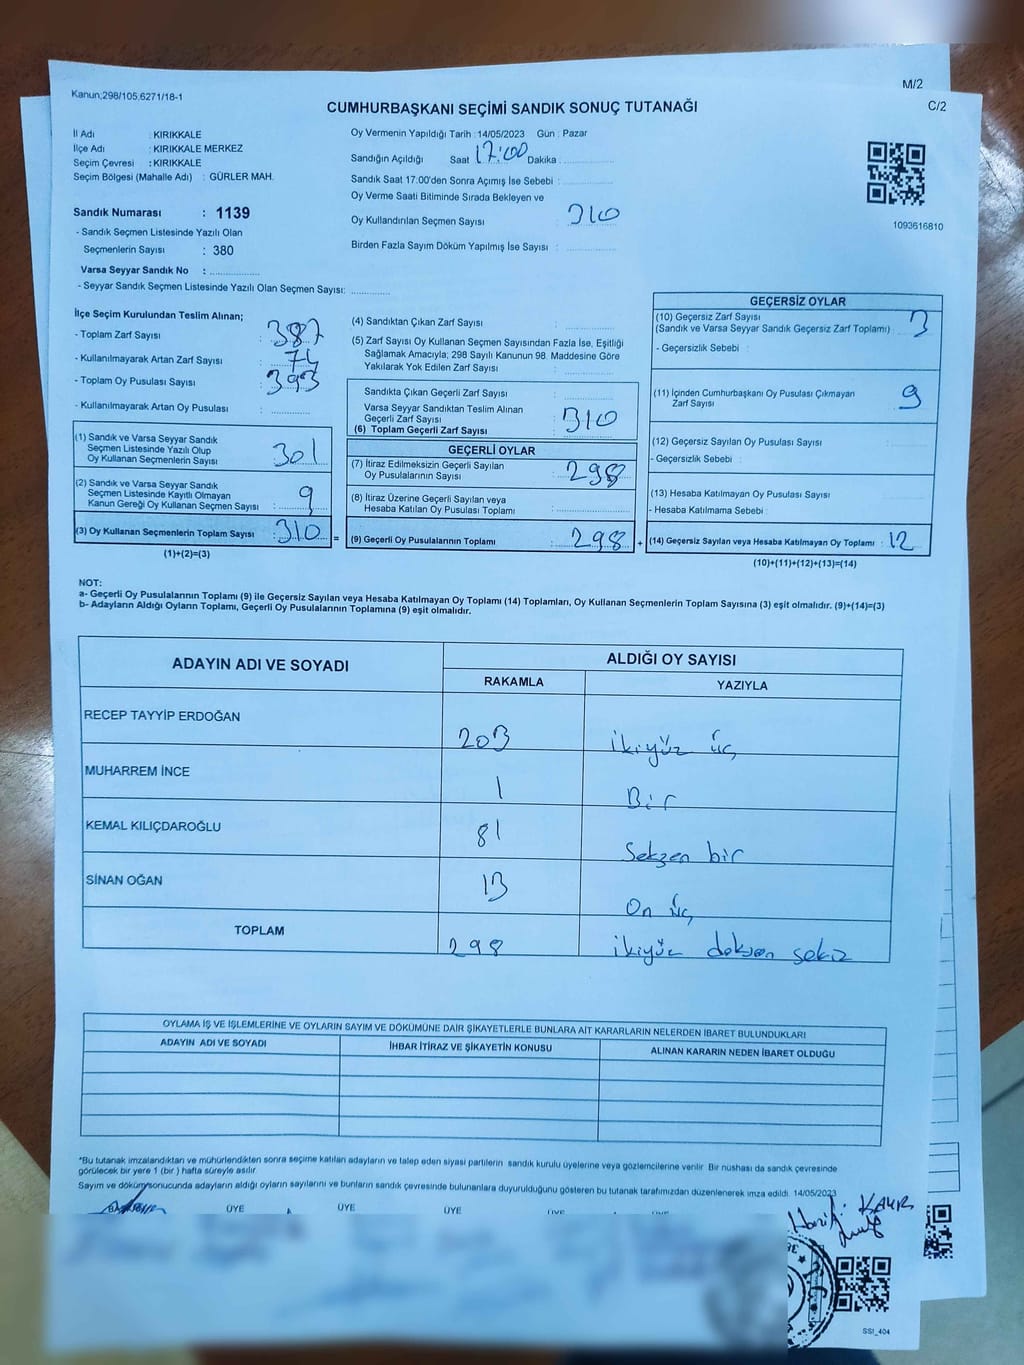 Kanun;298/105,6271/18-1
M/2
C/2
CUMHURBAŞKANI SEÇİMİ SANDIK SONUÇ TUTANAĞI
İl Adı : KIRIKKALE
İlçe Adı : KIRIKKALE MERKEZ
Seçim Çevresi : KIRIKKALE
Seçim Bölgesi (Mahalle Adı) : GÜRLER MAH.
Sandık Numarası : 1139
- Sandık Seçmen Listesinde Yazılı Olan
Seçmenlerin Sayısı : 380
Varsa Seyyar Sandık No : ..............
- Seyyar Sandık Seçmen Listesinde Yazılı Olan Seçmen Sayısı: ............
Oy Vermenin Yapıldığı Tarih : 14/05/2023 Gün : Pazar
Sandığın Açıldığı Saat 17:00 Dakika :..............
Sandık Saat 17:00'den Sonra Açımış İse Sebebi :..............
Oy Verme Saati Bitiminde Sırada Bekleyen ve
Oy Kullandırılan Seçmen Sayısı : 310
Birden Fazla Sayım Döküm Yapılmış İse Sayısı :..............
1093616810
İlçe Seçim Kurulundan Teslim Alınan;
- Toplam Zarf Sayısı : 387
- Kullanılmayarak Artan Zarf Sayısı : 74
- Toplam Oy Pusulası Sayısı : 393
- Kullanılmayarak Artan Oy Pusulası :..............
(1) Sandık ve Varsa Seyyar Sandık
Seçmen Listesinde Yazılı Olup
Oy Kullanan Seçmenlerin Sayısı : 301
(2) Sandık ve Varsa Seyyar Sandık
Seçmen Listesinde Kayıtlı Olmayan
Kanun Gereği Oy Kullanan Seçmen Sayısı : 9
(3) Oy Kullanan Seçmenlerin Toplam Sayısı : 310 =
(1)+(2)=(3)
(4) Sandıktan Çıkan Zarf Sayısı :..............
(5) Zarf Sayısı Oy Kullanan Seçmen Sayısından Fazla İse, Eşitliği
Sağlamak Amacıyla; 298 Sayılı Kanunun 98. Maddesine Göre
Yakılarak Yok Edilen Zarf Sayısı :..............
Sandıkta Çıkan Geçerli Zarf Sayısı :..............
Varsa Seyyar Sandıktan Teslim Alınan
Geçerli Zarf Sayısı
(6) Toplam Geçerli Zarf Sayısı : 310
GEÇERLİ OYLAR
(7) İtiraz Edilmeksizin Geçerli Sayılan
Oy Pusulalarının Sayısı : 298
(8) İtiraz Üzerine Geçerli Sayılan veya
Hesaba Katılan Oy Pusulası Toplamı :..............
(9) Geçerli Oy Pusulalarının Toplamı : 298 +
GEÇERSİZ OYLAR
(10) Geçersiz Zarf Sayısı
(Sandık ve Varsa Seyyar Sandık Geçersiz Zarf Toplamı) : 3
- Geçersizlik Sebebi :
(11) İçinden Cumhurbaşkanı Oy Pusulası Çıkmayan
Zarf Sayısı : 9
(12) Geçersiz Sayılan Oy Pusulası Sayısı :
- Geçersizlik Sebebi :
(13) Hesaba Katılmayan Oy Pusulası Sayısı :
- Hesaba Katılmama Sebebi :
(14) Geçersiz Sayılan veya Hesaba Katılmayan Oy Toplamı : 12
(10)+(11)+(12)+(13)=(14)
NOT:
a- Geçerli Oy Pusulalarının Toplamı (9) ile Geçersiz Sayılan veya Hesaba Katılmayan Oy Toplamı (14) Toplamları, Oy Kullanan Seçmenlerin Toplam Sayısına (3) eşit olmalıdır. (9)+(14)=(3)
b- Adayların Aldığı Oyların Toplamı, Geçerli Oy Pusulalarının Toplamına (9) eşit olmalıdır.
ADAYIN ADI VE SOYADI
ALDIĞI OY SAYISI
RAKAMLA YAZIYLA
RECEP TAYYİP ERDOĞAN 203 ikiyüz üç
MUHARREM İNCE 1 Bir
KEMAL KILIÇDAROĞLU 81 Seksen bir
SİNAN OĞAN 13 On üç
TOPLAM 298 ikiyüz doksan sekiz
OYLAMA İŞ VE İŞLEMLERİNE VE OYLARIN SAYIM VE DÖKÜMÜNE DAİR ŞİKAYETLERLE BUNLARA AİT KARARLARIN NELERDEN İBARET BULUNDUKLARI
ADAYIN ADI VE SOYADI İHBAR İTİRAZ VE ŞİKAYETİN KONUSU ALINAN KARARIN NEDEN İBARET OLDUĞU
*Bu tutanak imzalandıktan ve mühürlendikten sonra seçime katılan adayların ve talep eden siyasi partilerin sandık kurulu üyelerine veya gözlemcilerine verilir. Bir nüshası da sandık çevresinde
görülecek bir yere 1 (bir ) hafta süreyle asılır.
Sayım ve döküm sonucunda adayların aldığı oyların sayılarını ve bunların sandık çevresinde bulunanlara duyurulduğunu gösteren bu tutanak tarafımızdan düzenlenerek imza edildi. 14/05/2023
ÜYE ÜYE ÜYE ÜYE ÜYE
SSI_404